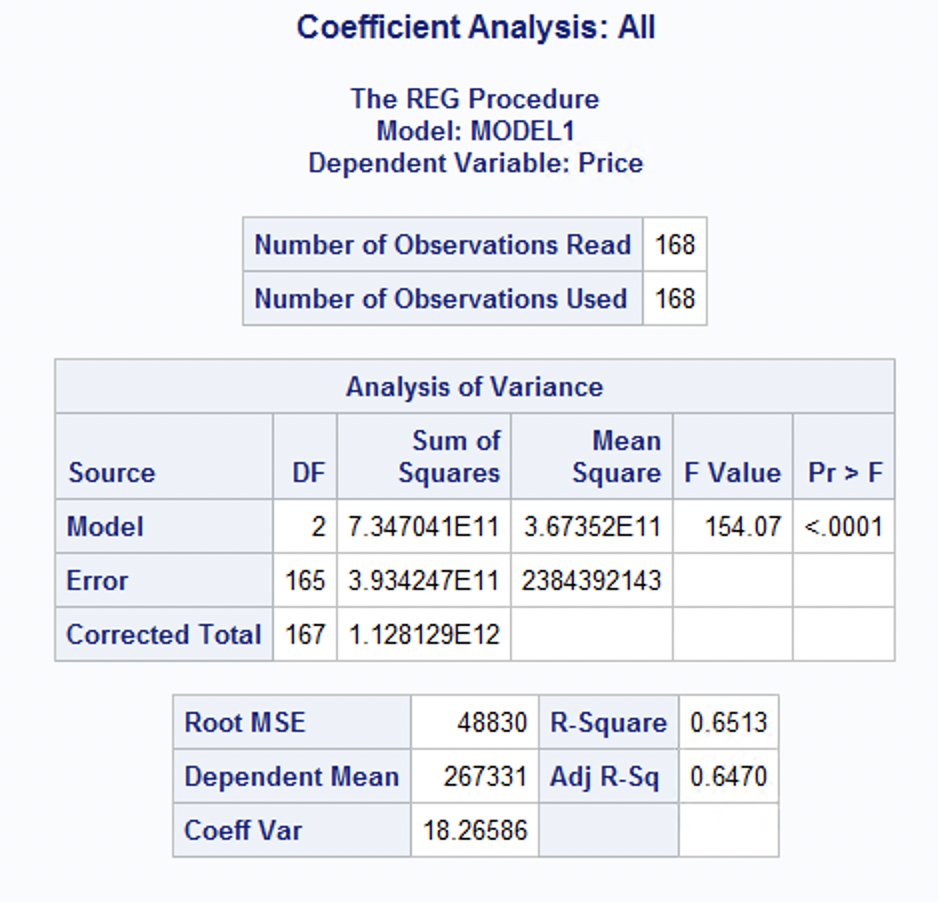 Coefficient Analysis: All
The REG Procedure
Model: MODEL1
Dependent Variable: Price
Number of Observations Read 168
Number of Observations Used 168
Analysis of Variance
Source DF Sum of Squares Mean Square F Value Pr > F
Model 2 7.347041E11 3.67352E11 154.07 <.0001
Error 165 3.934247E11 2384392143
Corrected Total 167 1.128129E12
Root MSE 48830 R-Square 0.6513
Dependent Mean 267331 Adj R-Sq 0.6470
Coeff Var 18.26586